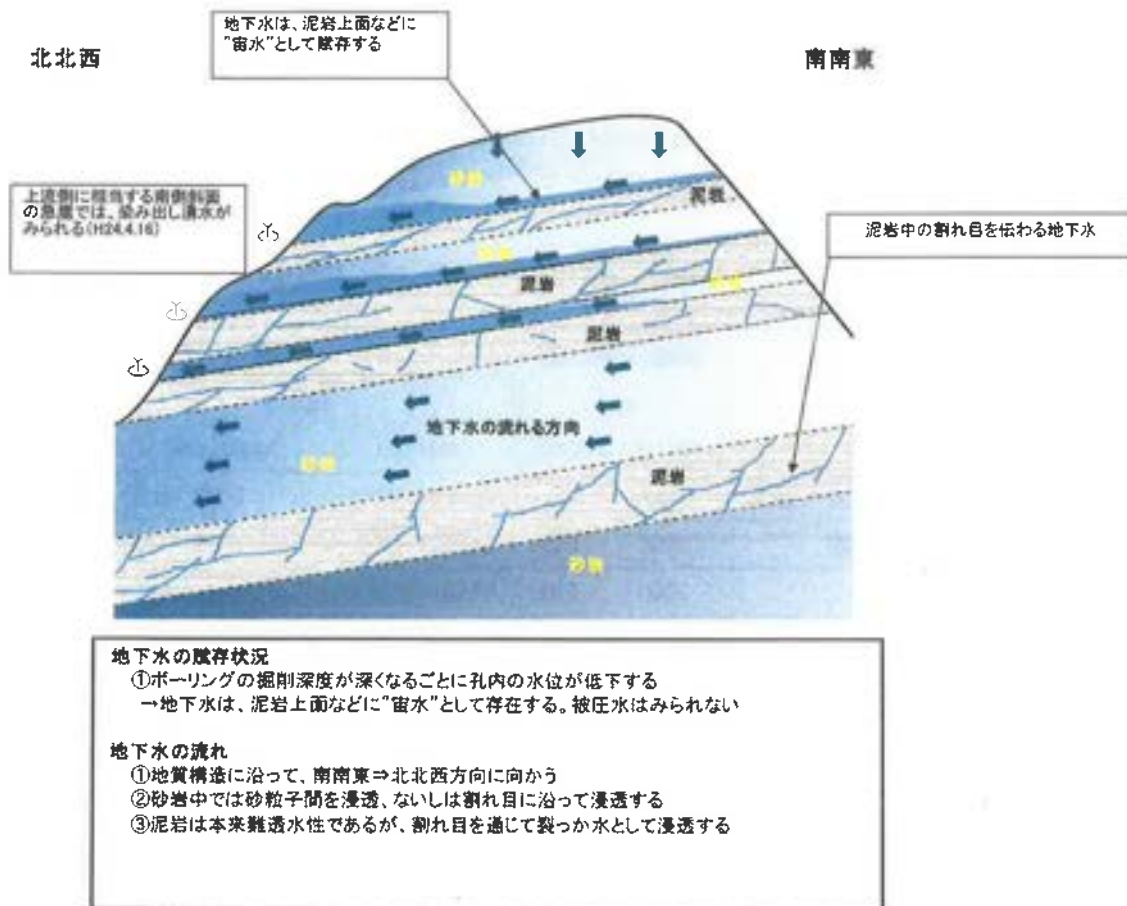 地下水は、泥岩上面などに
"宙水"として賦存する
北北西
南南東
砂岩
泥岩
上流側に相当する南側斜面
の急崖では、染み出し湧水が
みられる(H24.4.16)
泥岩中の割れ目を伝わる地下水
砂岩
泥岩
砂岩
泥岩
地下水の流れる方向
砂岩
泥岩
砂岩
地下水の賦存状況
①ボーリングの掘削深度が深くなるごとに孔内の水位が低下する
→地下水は、泥岩上面などに"宙水"として存在する。被圧水はみられない
地下水の流れ
①地質構造に沿って、南南東⇒北北西方向に向かう
②砂岩中では砂粒子間を浸透、ないしは割れ目に沿って浸透する
③泥岩は本来難透水性であるが、割れ目を通じて裂っか水として浸透する